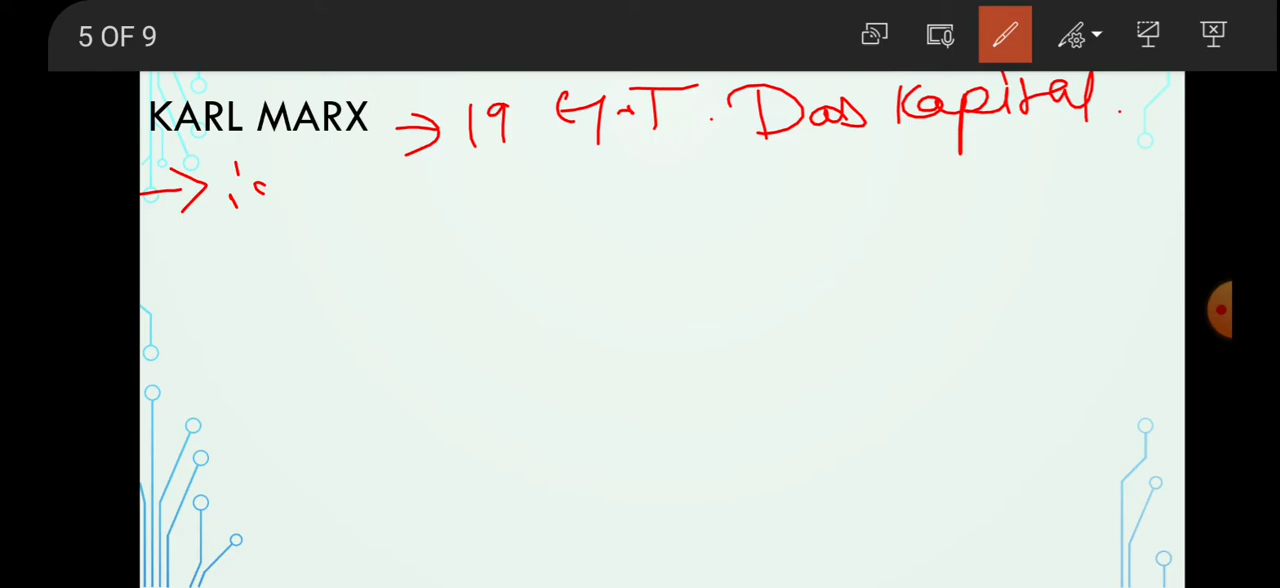 5 OF 9
KARL MARX → 19 G.T. Das Kapital.
→